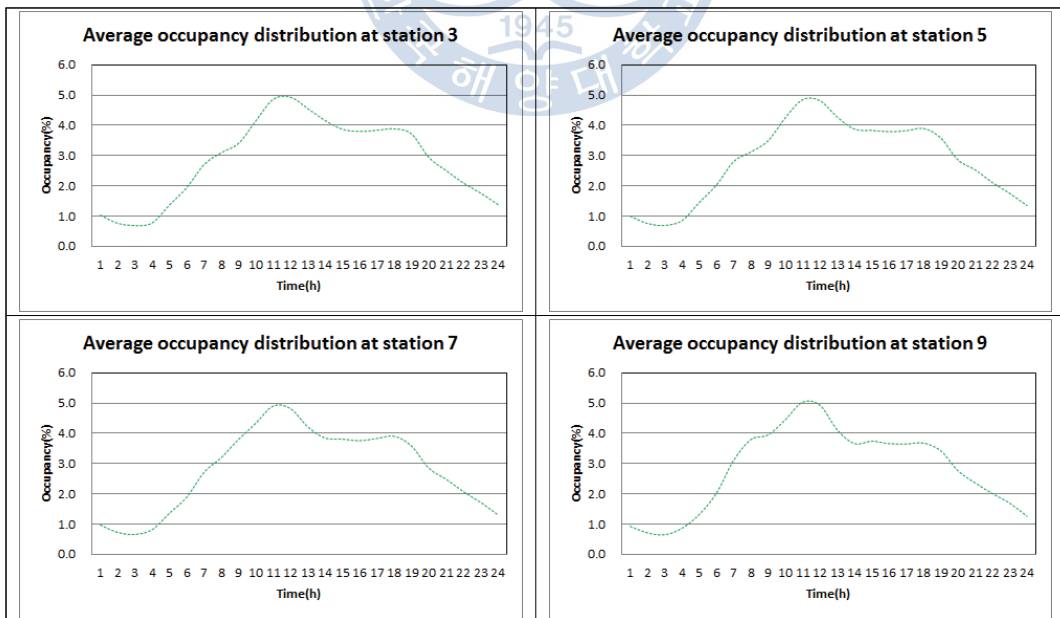 1945
해양대
Average occupancy distribution at station 3
Occupancy(%)
6.0
5.0
4.0
3.0
2.0
1.0
0.0
1 2 3 4 5 6 7 8 9 10 11 12 13 14 15 16 17 18 19 20 21 22 23 24
Time(h)
Average occupancy distribution at station 5
Occupancy(%)
6.0
5.0
4.0
3.0
2.0
1.0
0.0
1 2 3 4 5 6 7 8 9 10 11 12 13 14 15 16 17 18 19 20 21 22 23 24
Time(h)
Average occupancy distribution at station 7
Occupancy(%)
6.0
5.0
4.0
3.0
2.0
1.0
0.0
1 2 3 4 5 6 7 8 9 10 11 12 13 14 15 16 17 18 19 20 21 22 23 24
Time(h)
Average occupancy distribution at station 9
Occupancy(%)
6.0
5.0
4.0
3.0
2.0
1.0
0.0
1 2 3 4 5 6 7 8 9 10 11 12 13 14 15 16 17 18 19 20 21 22 23 24
Time(h)